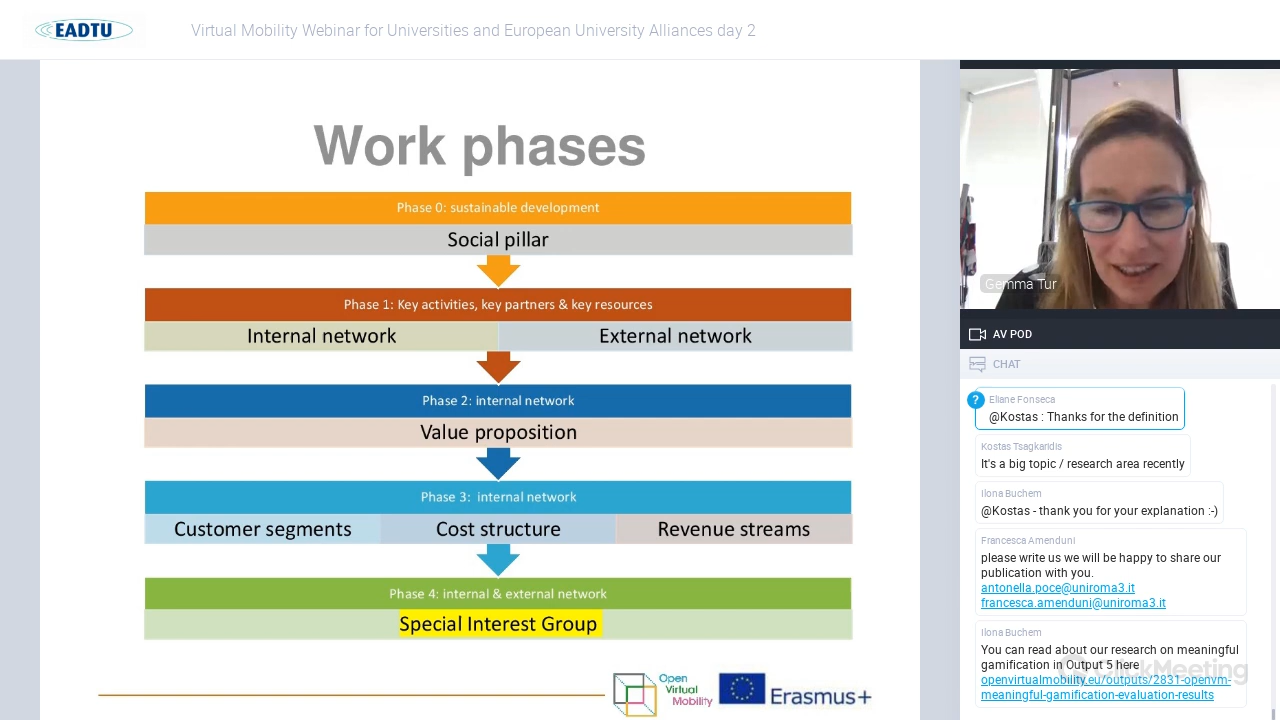 EADTU
Virtual Mobility Webinar for Universities and European University Alliances day 2
Work phases
Phase 0: sustainable development
Social pillar
Phase 1: Key activities, key partners & key resources
Internal network
External network
Phase 2: internal network
Value proposition
Phase 3: internal network
Customer segments
Cost structure
Revenue streams
Phase 4: internal & external network
Special Interest Group
Open
Virtual
Mobility
Erasmus+
Gemma Tur
AV POD
CHAT
?
Eliane Fonseca
@Kostas : Thanks for the definition
Kostas Tsagkaridis
It's a big topic / research area recently
Ilona Buchem
@Kostas - thank you for your explanation :-)
Francesca Amenduni
please write us we will be happy to share our
publication with you.
antonella.poce@uniroma3.it
francesca.amenduni@uniroma3.it
Ilona Buchem
You can read about our research on meaningful
gamification in Output 5 here
openvirtualmobility.eu/outputs/2831-openvm-
meaningful-gamification-evaluation-results
ClickMeeting